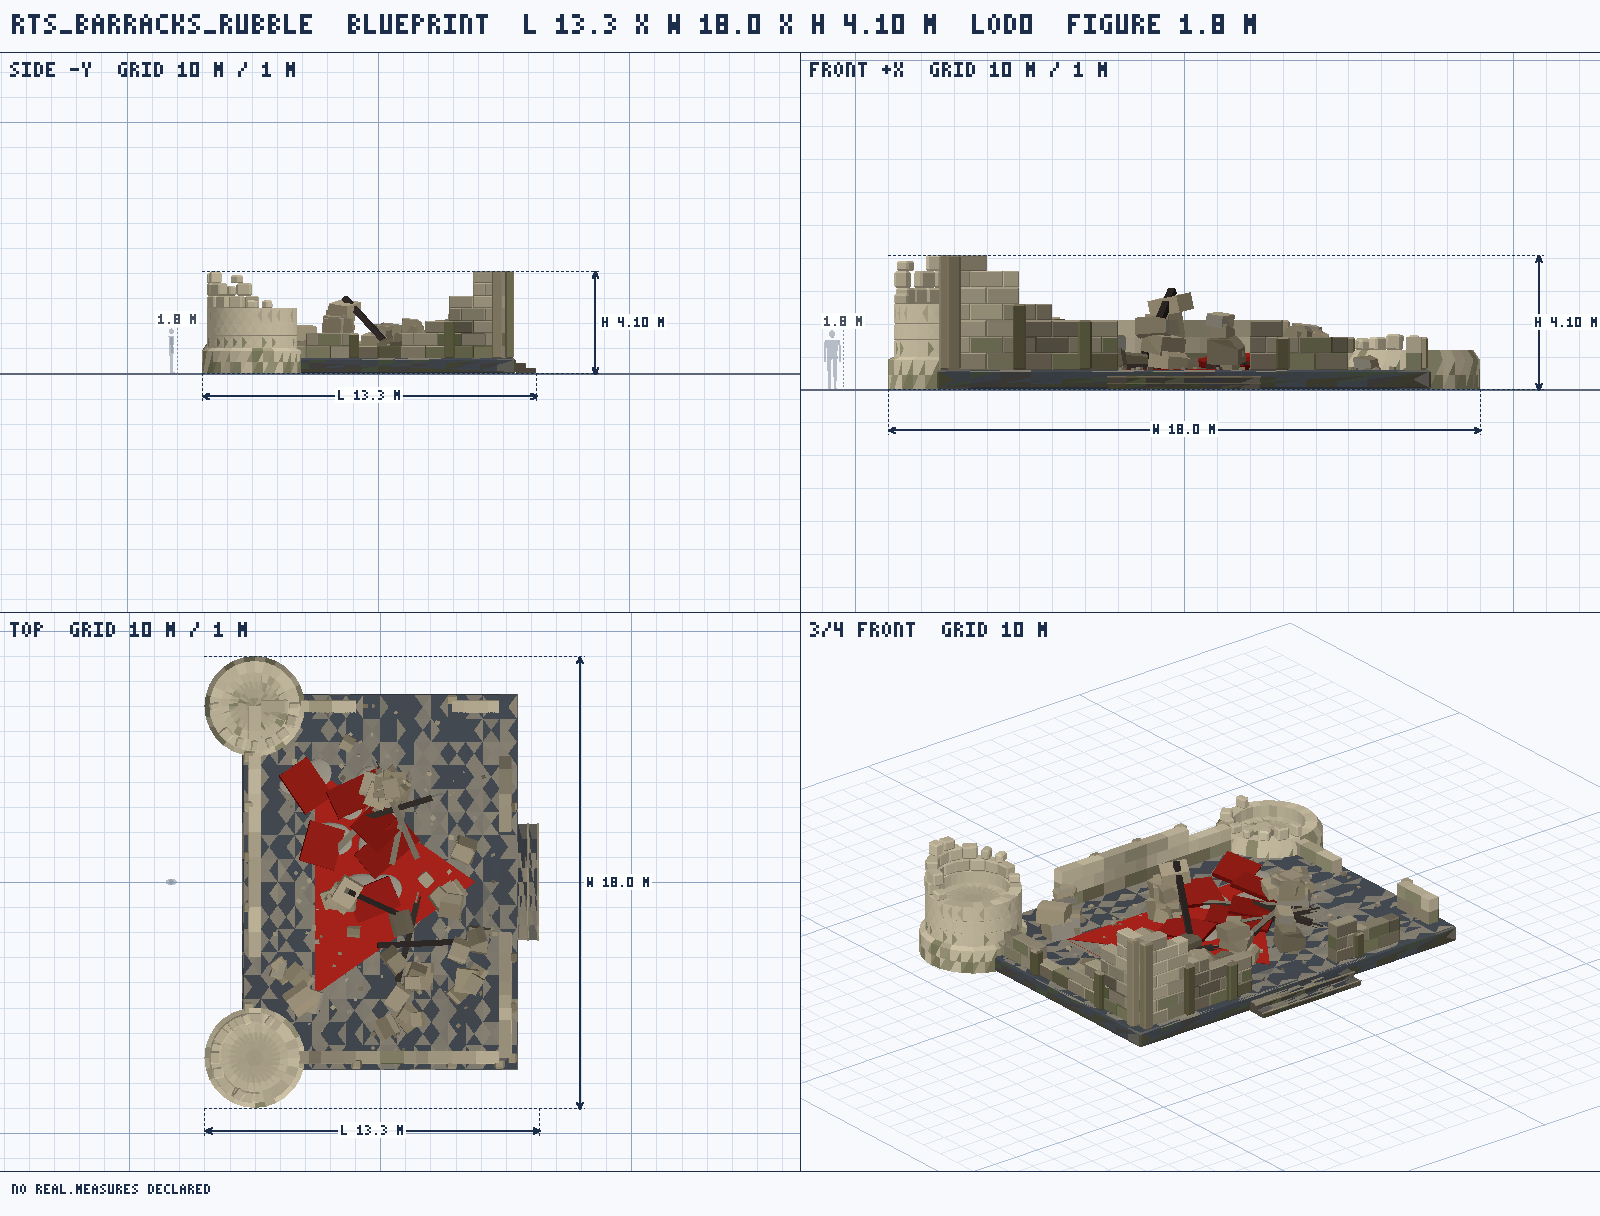 RTS_BARRACKS_RUBBLE BLUEPRINT L 13.3 X W 18.0 X H 4.10 M LOD0 FIGURE 1.8 M
SIDE -Y GRID 10 M / 1 M
1.8 M
H 4.10 M
L 13.3 M
FRONT +X GRID 10 M / 1 M
1.8 M
H 4.10 M
W 18.0 M
TOP GRID 10 M / 1 M
W 18.0 M
L 13.3 M
3/4 FRONT GRID 10 M
NO REAL.MEASURES DECLARED